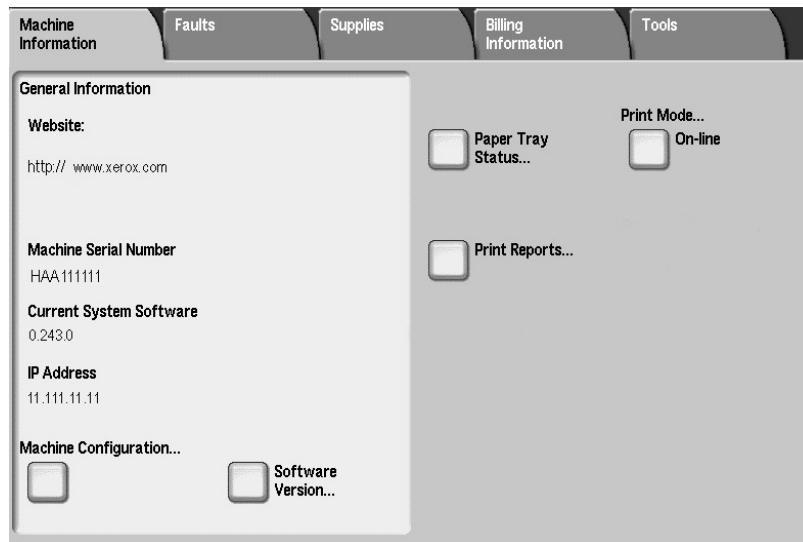 Machine
Information
Faults
Supplies
Billing
Information
Tools
General Information
Website:
http:// www.xerox.com
Machine Serial Number
HAA111111
Current System Software
0.243.0
IP Address
11.111.11.11
Machine Configuration...
Software
Version...
Paper Tray
Status...
Print Mode...
On-line
Print Reports...